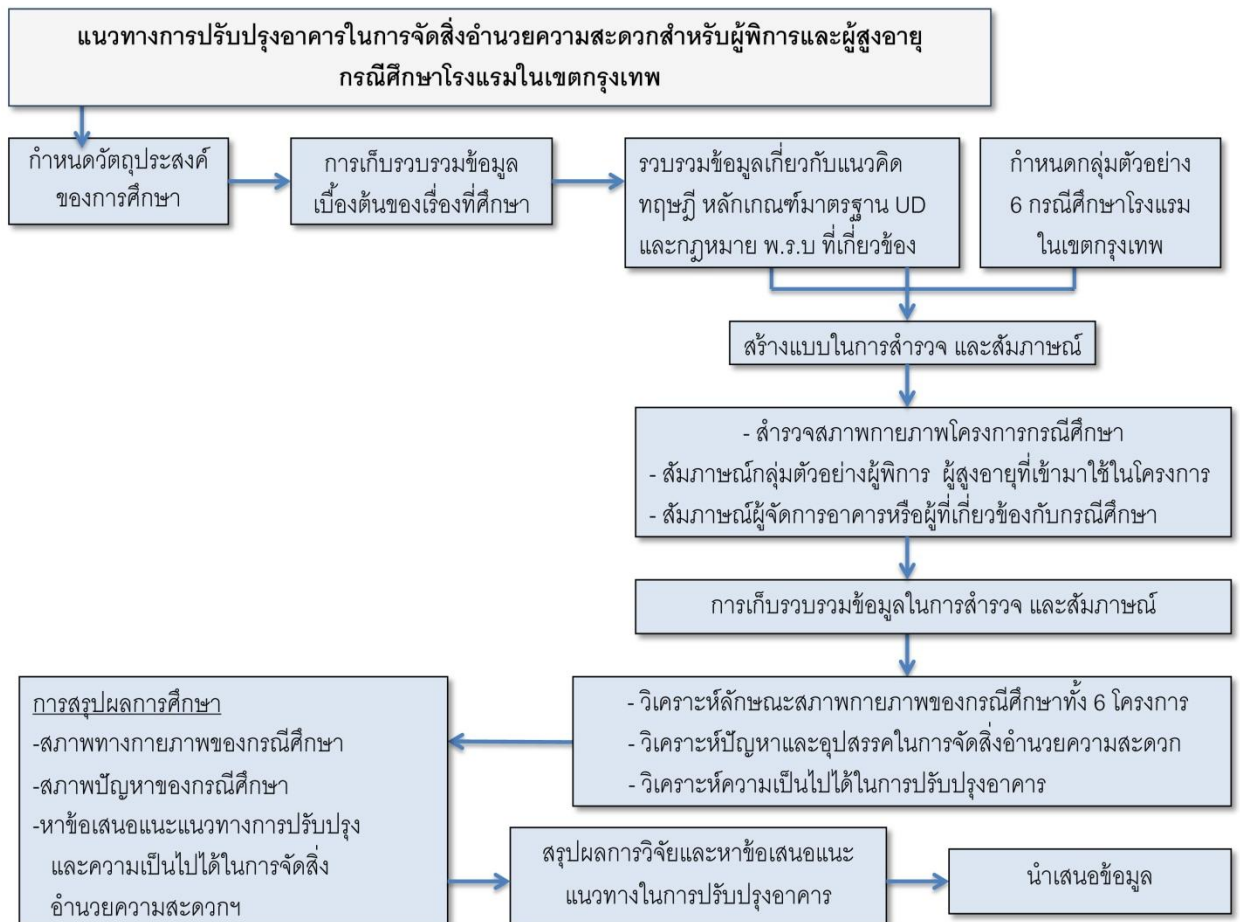 แนวทางการปรับปรุงอาคารในการจัดสิ่งอำนวยความสะดวกสำหรับผู้พิการและผู้สูงอายุ
กรณีศึกษาโรงแรมในเขตกรุงเทพ
กำหนดวัตถุประสงค์
ของการศึกษา
การเก็บรวบรวมข้อมูล
เบื้องต้นของเรื่องที่ศึกษา
รวบรวมข้อมูลเกี่ยวกับแนวคิด
ทฤษฎี หลักเกณฑ์มาตรฐาน UD
และกฎหมาย พ.ร.บ ที่เกี่ยวข้อง
กำหนดกลุ่มตัวอย่าง
6 กรณีศึกษาโรงแรม
ในเขตกรุงเทพ
สร้างแบบในการสำรวจ และสัมภาษณ์
- สำรวจสภาพกายภาพโครงการกรณีศึกษา
- สัมภาษณ์กลุ่มตัวอย่างผู้พิการ ผู้สูงอายุที่เข้ามาใช้ในโครงการ
- สัมภาษณ์ผู้จัดการอาคารหรือผู้ที่เกี่ยวข้องกับกรณีศึกษา
การเก็บรวบรวมข้อมูลในการสำรวจ และสัมภาษณ์
- วิเคราะห์ลักษณะสภาพกายภาพของกรณีศึกษาทั้ง 6 โครงการ
- วิเคราะห์ปัญหาและอุปสรรคในการจัดสิ่งอำนวยความสะดวก
- วิเคราะห์ความเป็นไปได้ในการปรับปรุงอาคาร
การสรุปผลการศึกษา
-สภาพทางกายภาพของกรณีศึกษา
-สภาพปัญหาของกรณีศึกษา
-หาข้อเสนอแนะแนวทางการปรับปรุง
และความเป็นไปได้ในการจัดสิ่ง
อำนวยความสะดวกฯ
สรุปผลการวิจัยและหาข้อเสนอแนะ
แนวทางในการปรับปรุงอาคาร
นำเสนอข้อมูล